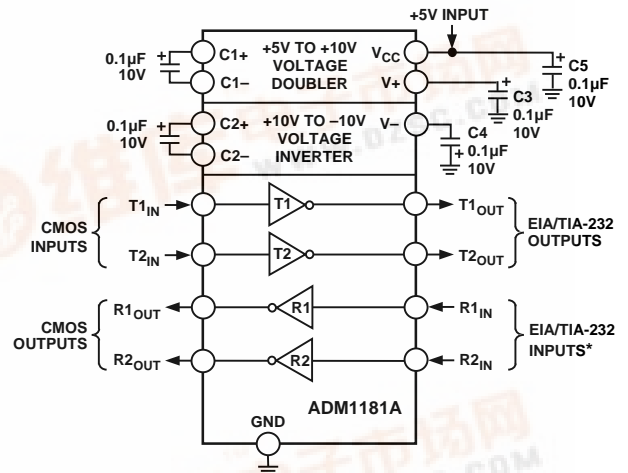 +5V INPUT
0.1µF
10V
C1+
C1–
+5V TO +10V
VOLTAGE
DOUBLER
VCC
V+
C5
0.1µF
10V
C3
0.1µF
10V
0.1µF
10V
C2+
C2–
+10V TO –10V
VOLTAGE
INVERTER
V–
C4
0.1µF
10V
CMOS
INPUTS
T1IN
T1
T1OUT
T2IN
T2
T2OUT
EIA/TIA-232
OUTPUTS
CMOS
OUTPUTS
R1OUT
R1
R1IN
R2OUT
R2
R2IN
EIA/TIA-232
INPUTS*
ADM1181A
GND